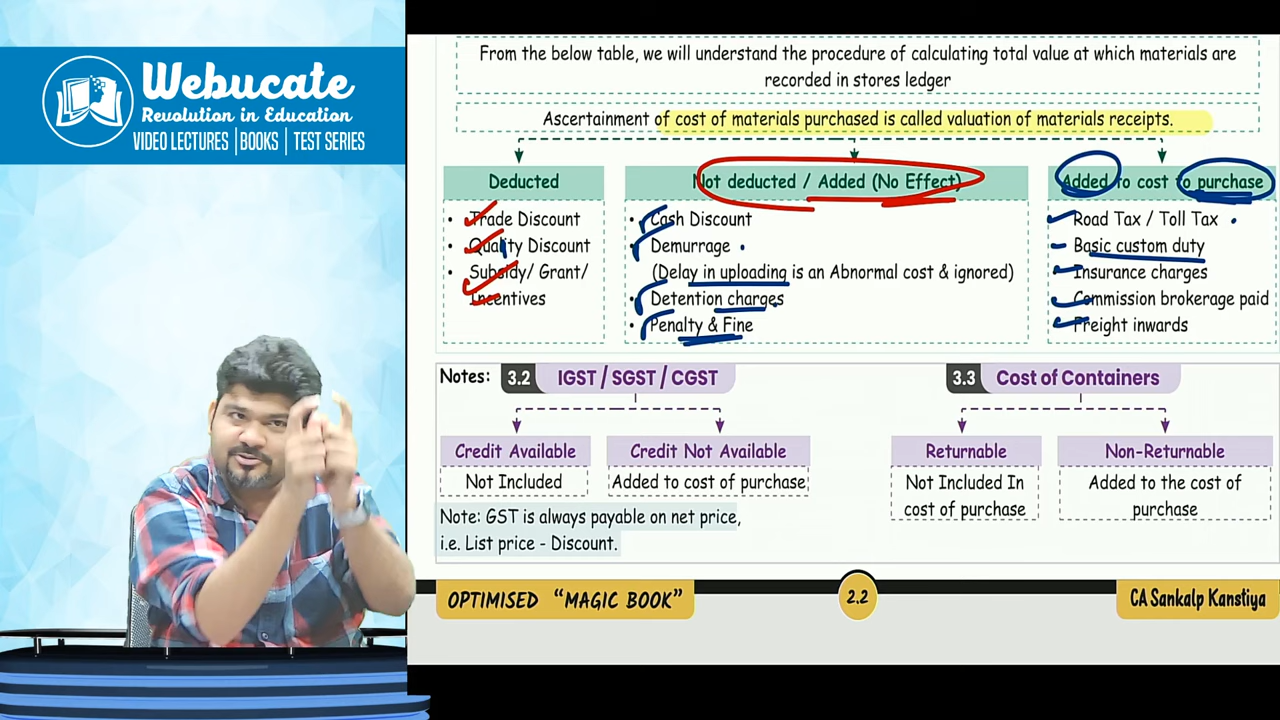 Webucate
Revolution in Education
VIDEO LECTURES | BOOKS | TEST SERIES
From the below table, we will understand the procedure of calculating total value at which materials are
recorded in stores ledger
Ascertainment of cost of materials purchased is called valuation of materials receipts.
Deducted
• Trade Discount
• Quality Discount
• Subsidy/ Grant/
Incentives
Not deducted / Added (No Effect)
• Cash Discount
• Demurrage
(Delay in uploading is an Abnormal cost & ignored)
• Detention charges
• Penalty & Fine
Added to cost to purchase
Road Tax / Toll Tax
Basic custom duty
Insurance charges
Commission brokerage paid
Freight inwards
Notes: 3.2 IGST / SGST / CGST
Credit Available
Not Included
Credit Not Available
Added to cost of purchase
Note: GST is always payable on net price,
i.e. List price - Discount.
3.3 Cost of Containers
Returnable
Not Included In
cost of purchase
Non-Returnable
Added to the cost of
purchase
OPTIMISED "MAGIC BOOK"
2.2
CA Sankalp Kanstiya